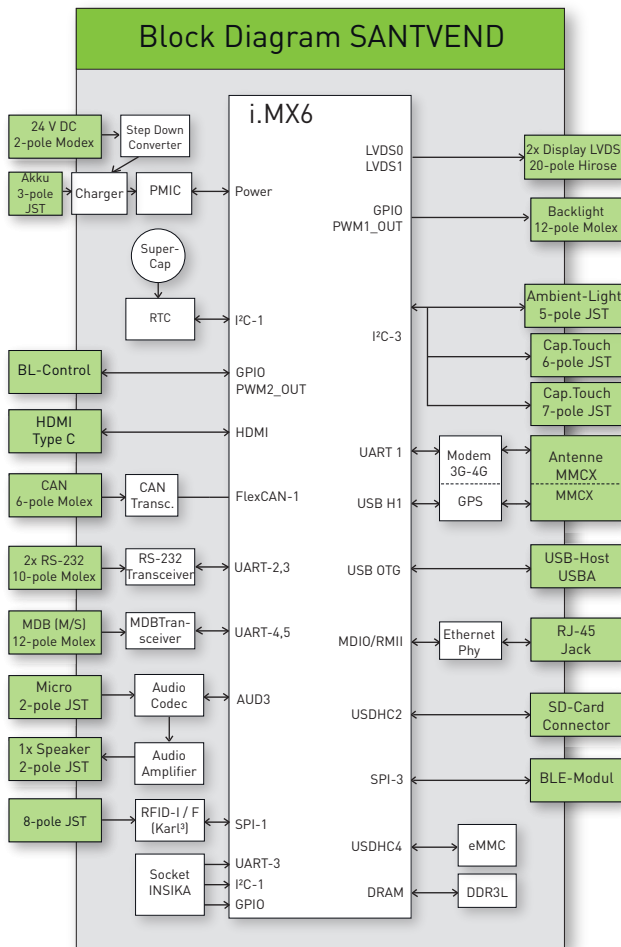 Block Diagram SANTVEND
i.MX6
24 V DC
2-pole Modex
Step Down
Converter
Akku
3-pole
JST
Charger
PMIC
Power
Super-
Cap
RTC
I²C-1
BL-Control
GPIO
PWM2_OUT
HDMI
Type C
HDMI
CAN
6-pole Molex
CAN
Transc.
FlexCAN-1
2x RS-232
10-pole Molex
RS-232
Transceiver
UART-2,3
MDB (M/S)
12-pole Molex
MDBTran-
sceiver
UART-4,5
Micro
2-pole JST
Audio
Codec
AUD3
1x Speaker
2-pole JST
Audio
Amplifier
8-pole JST
RFID-I / F
(Karl³)
SPI-1
Socket
INSIKA
UART-3
I²C-1
GPIO
LVDS0
LVDS1
2x Display LVDS
20-pole Hirose
GPIO
PWM1_OUT
Backlight
12-pole Molex
I²C-3
Ambient-Light
5-pole JST
Cap.Touch
6-pole JST
Cap.Touch
7-pole JST
UART 1
Modem
3G-4G
Antenne
MMCX
USB H1
GPS
MMCX
USB OTG
USB-Host
USBA
MDIO/RMII
Ethernet
Phy
RJ-45
Jack
USDHC2
SD-Card
Connector
SPI-3
BLE-Modul
USDHC4
eMMC
DRAM
DDR3L